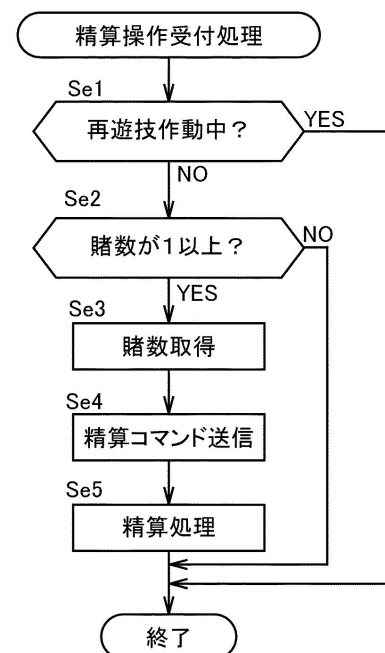 精算操作受付処理
Se1
再遊技作動中？
YES
NO
Se2
賭数が1以上？
NO
YES
Se3
賭数取得
Se4
精算コマンド送信
Se5
精算処理
終了